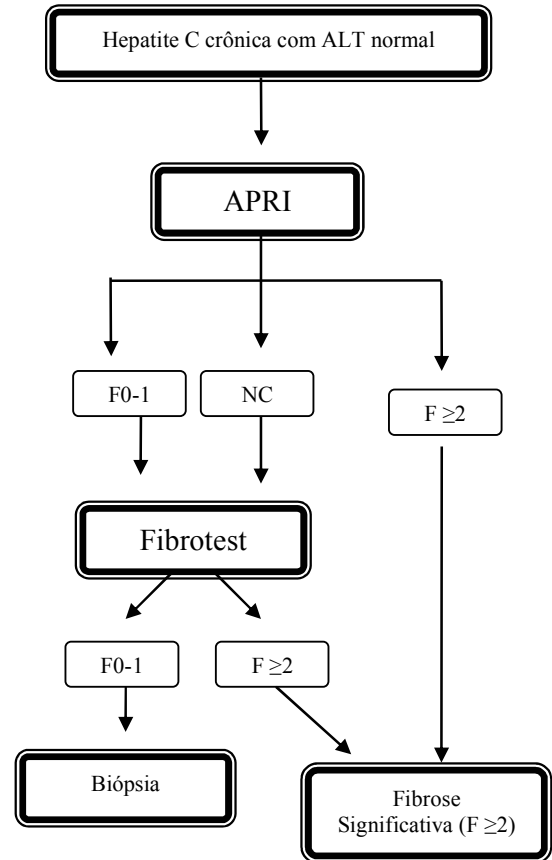 Hepatite C crônica com ALT normal
APRI
F0-1
NC
F ≥2
Fibrotest
F0-1
F ≥2
Biópsia
Fibrose
Significativa (F ≥2)